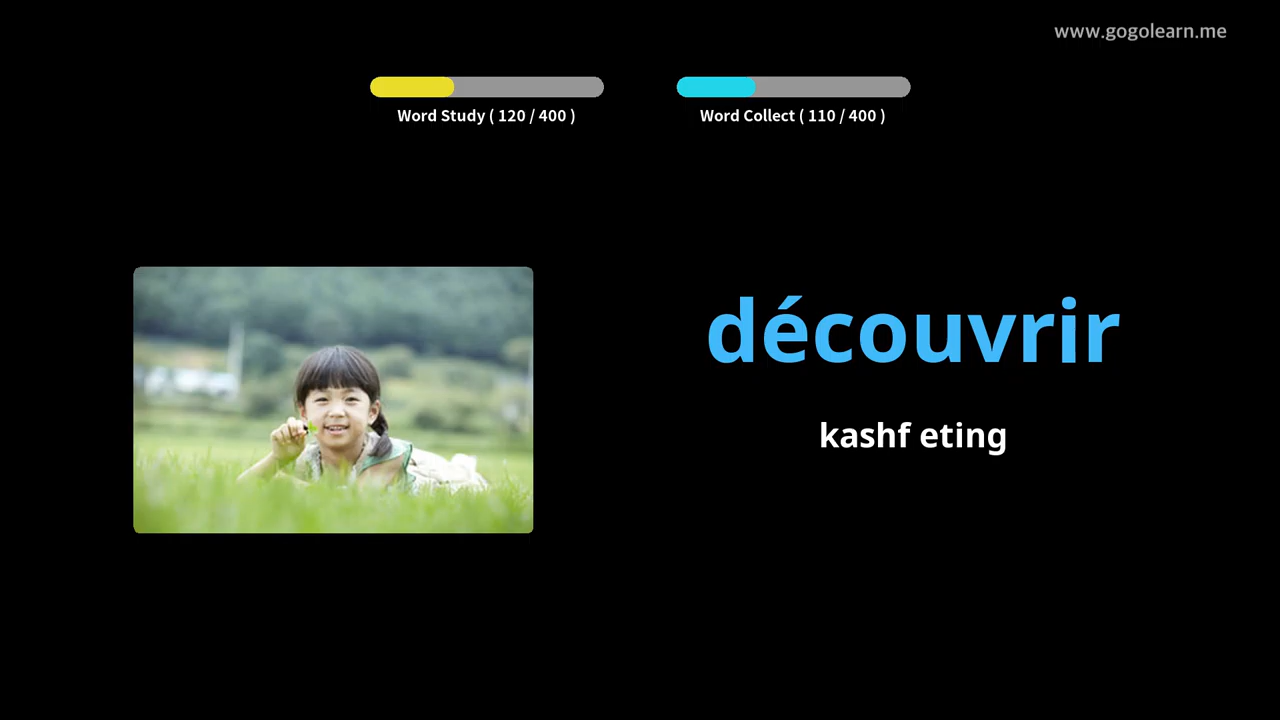 www.gogolearn.me
Word Study ( 120 / 400 )
Word Collect ( 110 / 400 )
découvrir
kashf eting